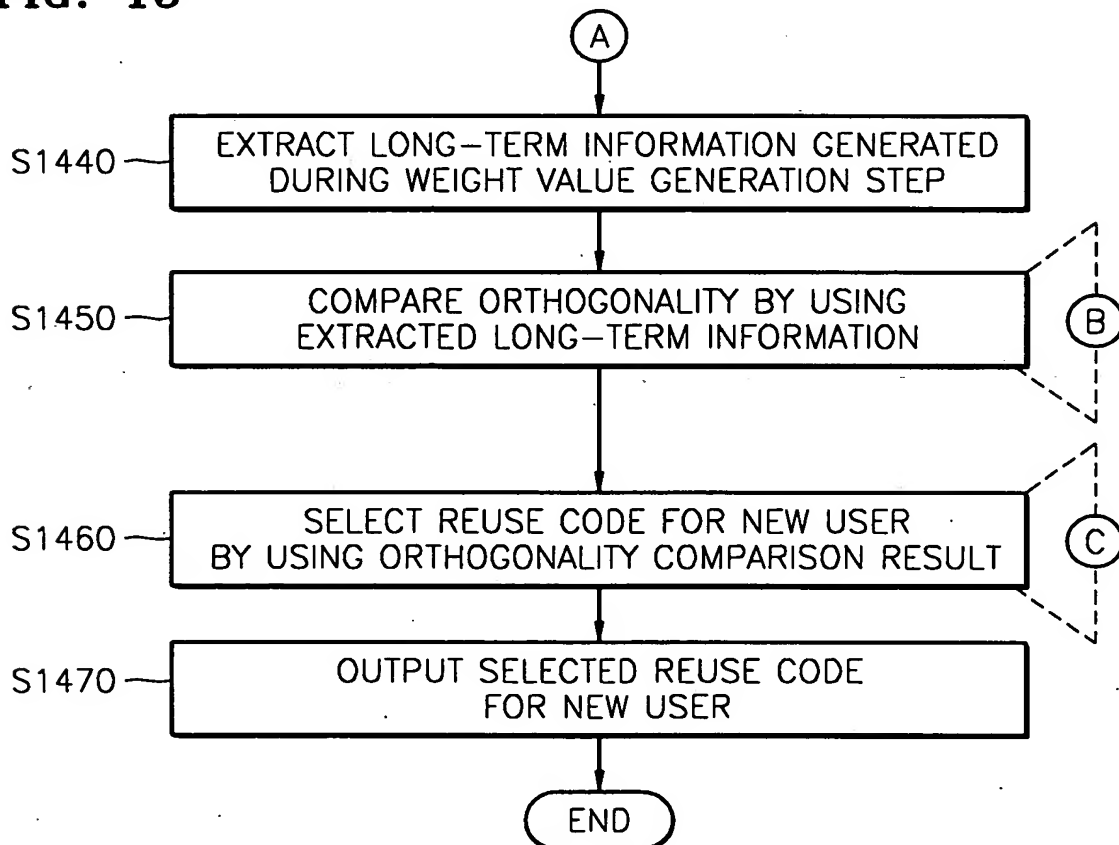 A
S1440
EXTRACT LONG-TERM INFORMATION GENERATED
DURING WEIGHT VALUE GENERATION STEP
S1450
COMPARE ORTHOGONALITY BY USING
EXTRACTED LONG-TERM INFORMATION
B
S1460
SELECT REUSE CODE FOR NEW USER
BY USING ORTHOGONALITY COMPARISON RESULT
C
S1470
OUTPUT SELECTED REUSE CODE
FOR NEW USER
END